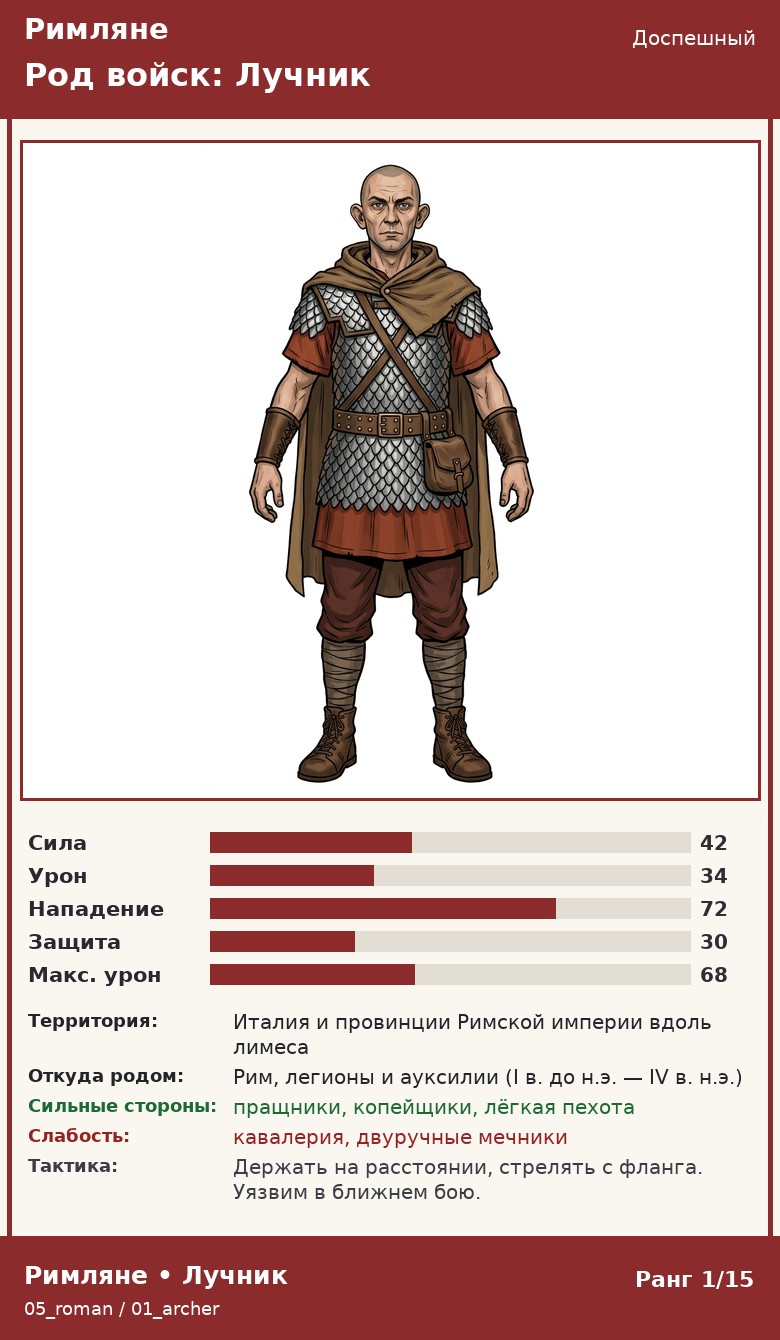 Римляне
Доспешный
Род войск: Лучник
Сила 42
Урон 34
Нападение 72
Защита 30
Макс. урон 68
Территория: Италия и провинции Римской империи вдоль
лимеса
Откуда родом: Рим, легионы и ауксилии (I в. до н.э. — IV в. н.э.)
Сильные стороны: пращники, копейщики, лёгкая пехота
Слабость: кавалерия, двуручные мечники
Тактика: Держать на расстоянии, стрелять с фланга.
Уязвим в ближнем бою.
Римляне • Лучник
Ранг 1/15
05_roman / 01_archer